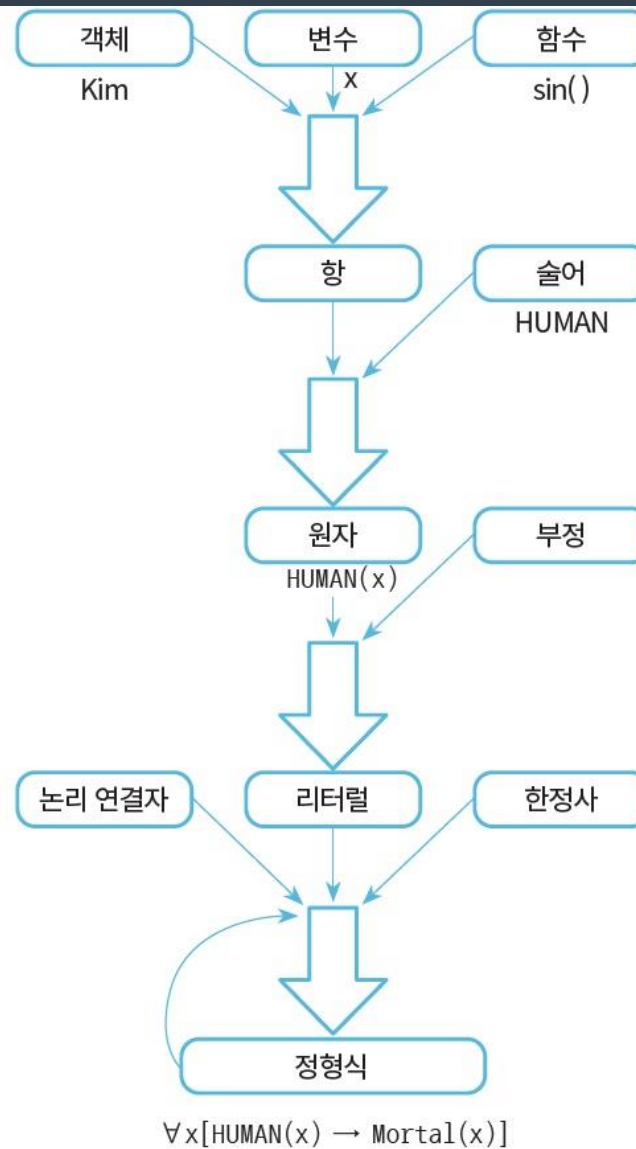 객체
변수
함수
Kim
x
sin( )
항
술어
HUMAN
원자
부정
HUMAN(x)
논리 연결자
리터럴
한정사
정형식
∀x[HUMAN(x) → Mortal(x)]